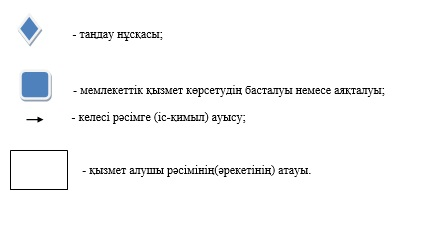 - таңдау нұсқасы;
- мемлекеттік қызмет көрсетудің басталуы немесе аяқталуы;
- келесі рәсімге (іс-қимыл) ауысу;
- қызмет алушы рәсімінің(әрекетінің) атауы.